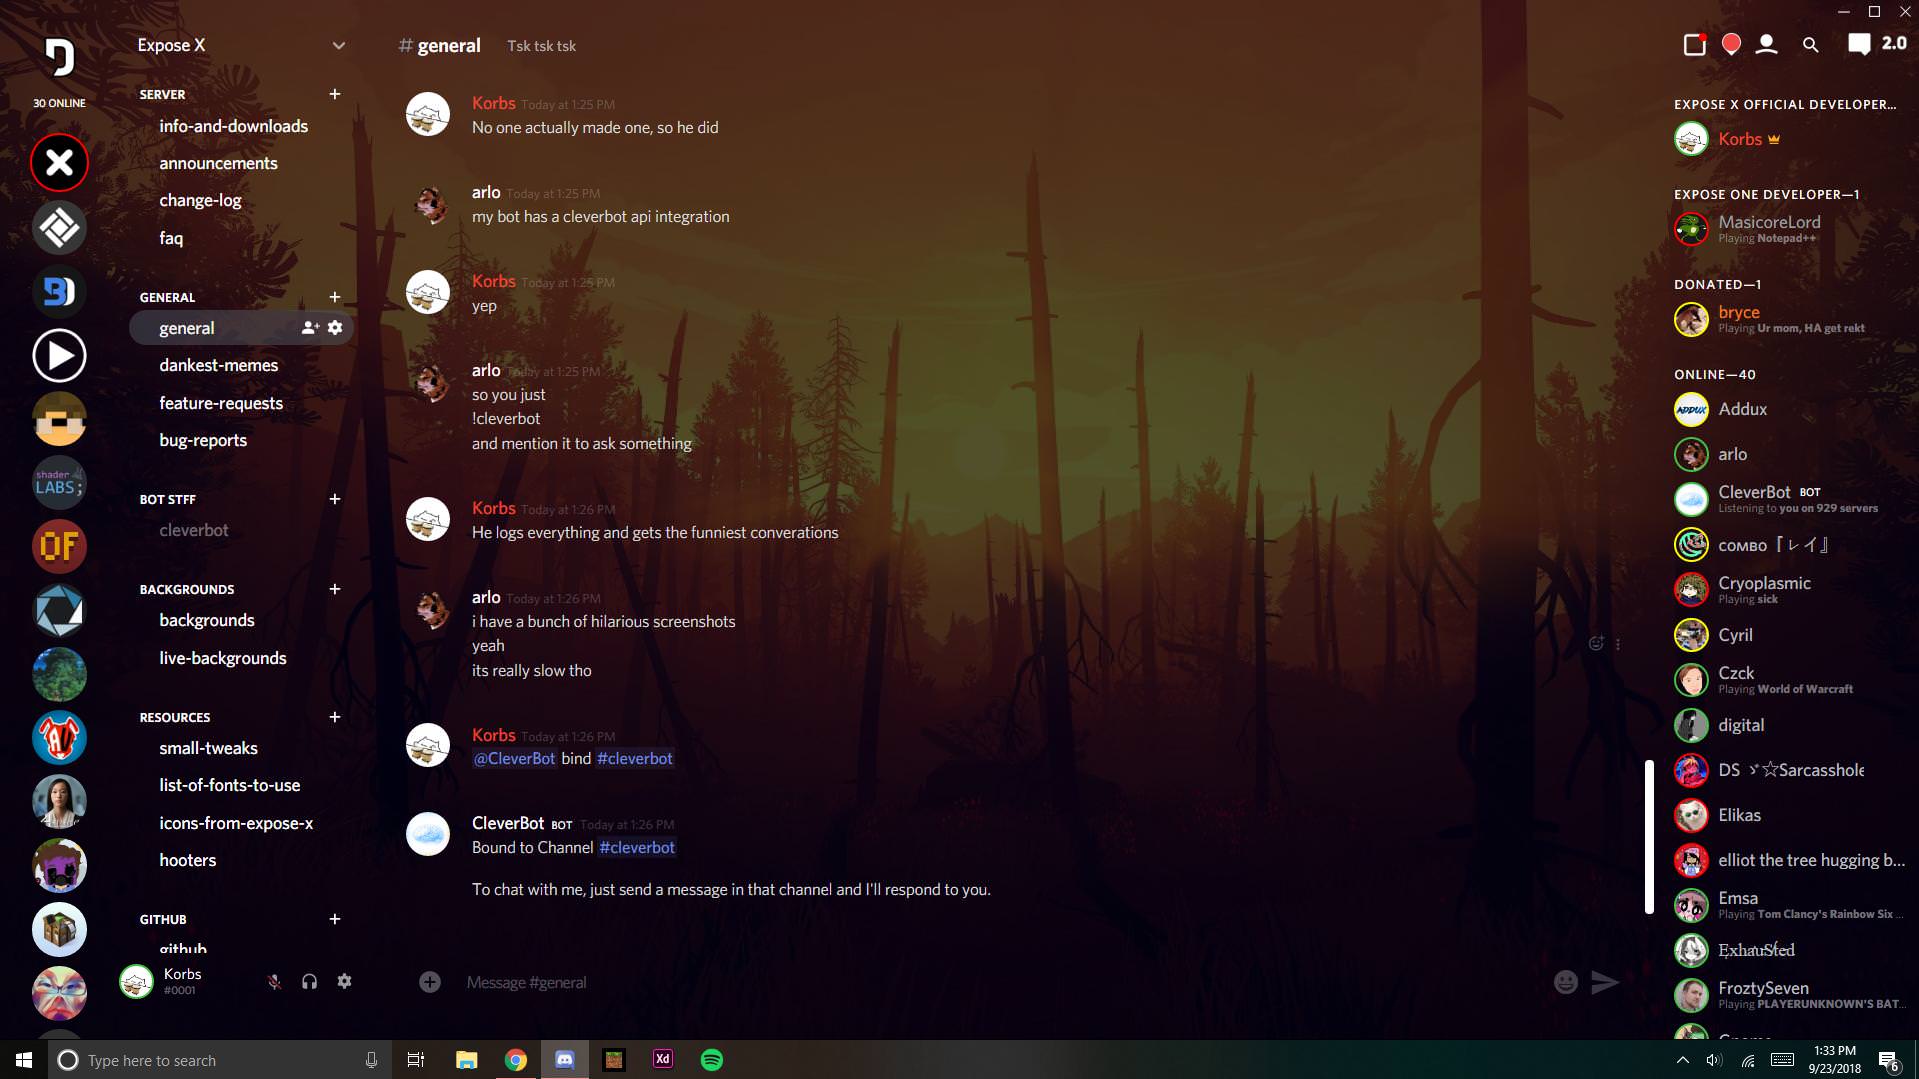 Expose X
# general
Tsk tsk tsk
2.0
30 ONLINE
SERVER
info-and-downloads
announcements
change-log
faq
GENERAL
general
dankest-memes
feature-requests
bug-reports
BOT STFF
cleverbot
BACKGROUNDS
backgrounds
live-backgrounds
RESOURCES
small-tweaks
list-of-fonts-to-use
icons-from-expose-x
hooters
GITHUB
github
shader
LABS;
OF
Korbs
#0001
Korbs Today at 1:25 PM
No one actually made one, so he did
arlo Today at 1:25 PM
my bot has a cleverbot api integration
Korbs Today at 1:25 PM
yep
arlo Today at 1:25 PM
so you just
!cleverbot
and mention it to ask something
Korbs Today at 1:26 PM
He logs everything and gets the funniest converations
arlo Today at 1:26 PM
i have a bunch of hilarious screenshots
yeah
its really slow tho
Korbs Today at 1:26 PM
@CleverBot bind #cleverbot
CleverBot BOT Today at 1:26 PM
Bound to Channel #cleverbot
To chat with me, just send a message in that channel and I'll respond to you.
Message #general
EXPOSE X OFFICIAL DEVELOPER...
Korbs
EXPOSE ONE DEVELOPER—1
MasicoreLord
Playing Notepad++
DONATED—1
bryce
Playing Ur mom, HA get rekt
ONLINE—40
ADDUX
Addux
arlo
CleverBot BOT
Listening to you on 929 servers
COMBO『レイ』
Cryoplasmic
Playing sick
Cyril
Czck
Playing World of Warcraft
digital
DS ゞ☆Sarcasshole
Elikas
elliot the tree hugging b...
Emsa
Playing Tom Clancy's Rainbow Six ...
ExhauSted
FroztySeven
Playing PLAYERUNKNOWN'S BAT...
Type here to search
Xd
1:33 PM
9/23/2018
6